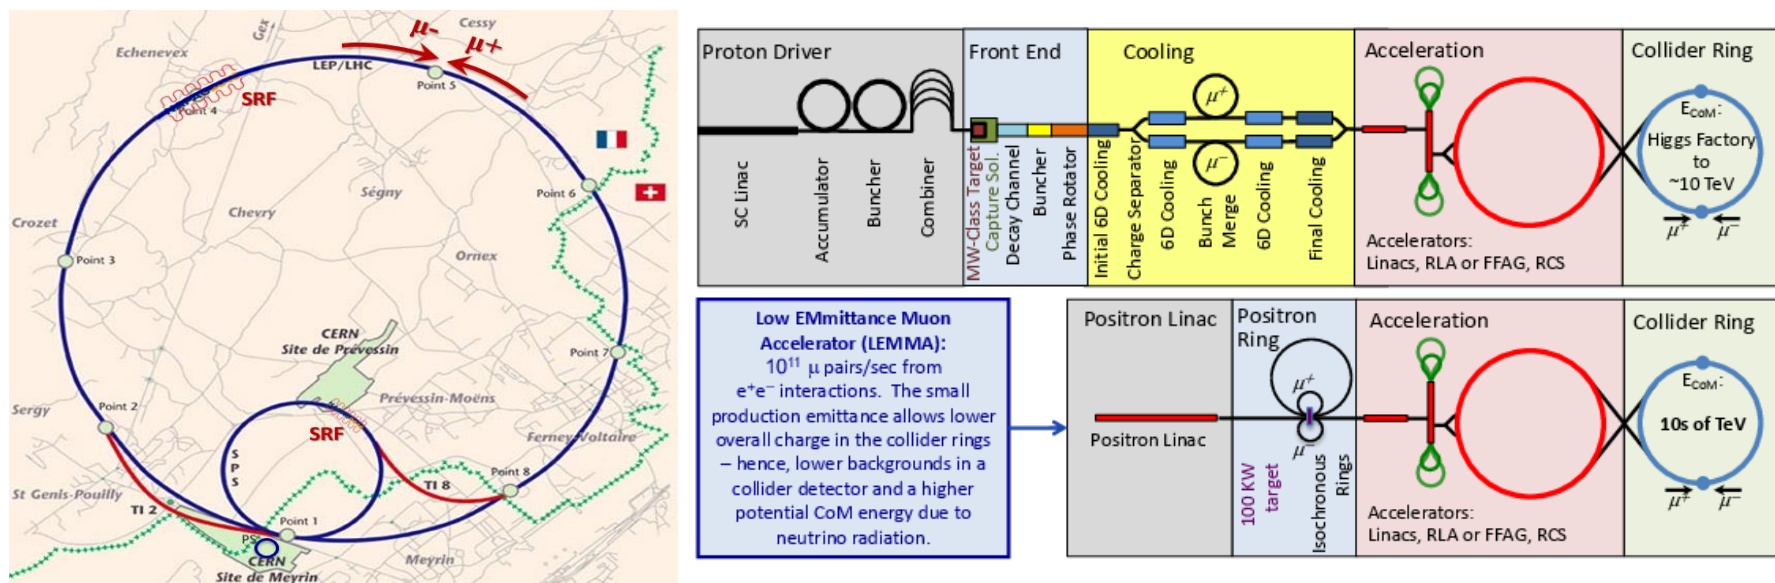 Cessy
Gex
Echenevex
μ-
μ+
LEP/LHC
Point 5
SRF
Point 4
Point 6
Ségny
Crozet
Chevry
Point 3
Ornex
CERN
Site de Prévessin
Point 7
Sergy
Point 2
Prévessin-Moëns
SRF
Ferney-Voltaire
SPS
St Genis-Pouilly
TI 2
TI 8
Point 8
Point 1
PS
CERN
Site de Meyrin
Meyrin
Proton Driver
SC Linac
Accumulator
Buncher
Combiner
Front End
MW-Class Target
Capture Sol.
Decay Channel
Buncher
Phase Rotator
Cooling
μ+
μ−
Initial 6D Cooling
Charge Separator
6D Cooling
Bunch
Merge
6D Cooling
Final Cooling
Acceleration
Accelerators:
Linacs, RLA or FFAG, RCS
Collider Ring
ECoM:
Higgs Factory
to
~10 TeV
μ+ μ−
Low EMmittance Muon
Accelerator (LEMMA):
10¹¹ μ pairs/sec from
e⁺e⁻ interactions. The small
production emittance allows lower
overall charge in the collider rings
– hence, lower backgrounds in a
collider detector and a higher
potential CoM energy due to
neutrino radiation.
Positron Linac
Positron Linac
Positron
Ring
μ+
μ−
100 KW
target
Isochronous
Rings
Acceleration
Accelerators:
Linacs, RLA or FFAG, RCS
Collider Ring
ECoM:
10s of TeV
μ+ μ−